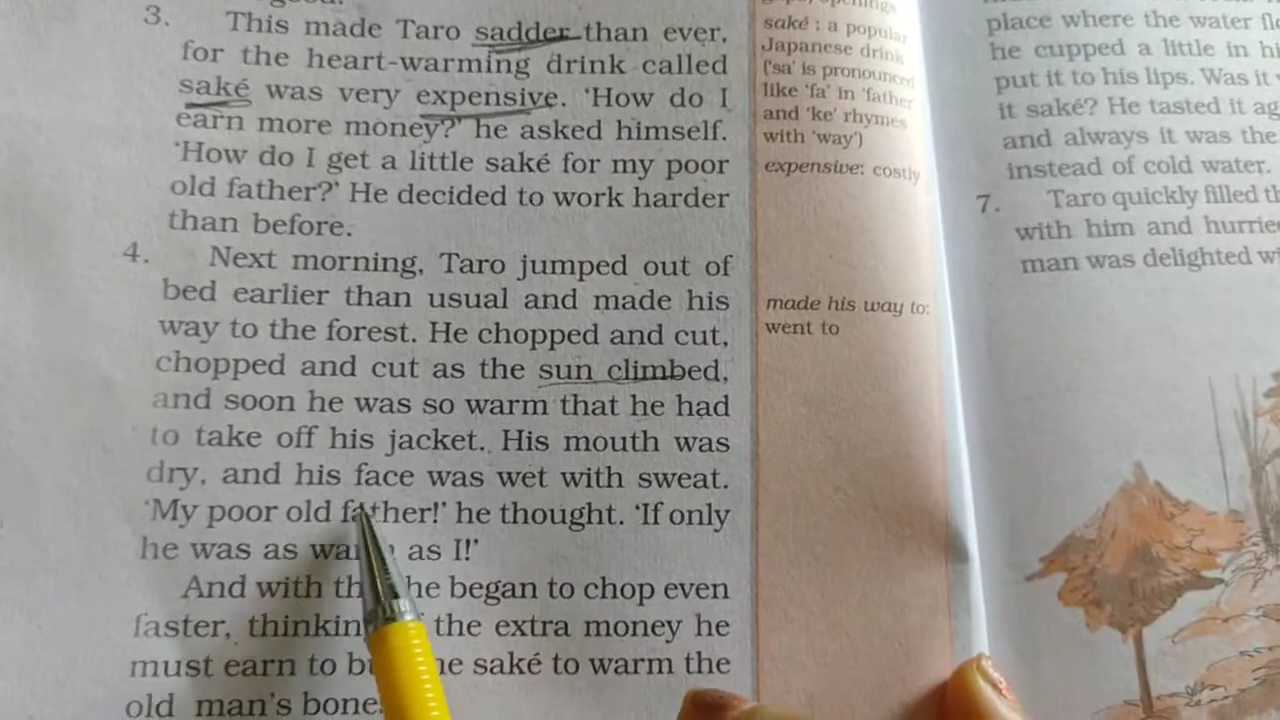 3. This made Taro sadder than ever,
for the heart-warming drink called
saké was very expensive. 'How do I
earn more money?' he asked himself.
'How do I get a little saké for my poor
old father?' He decided to work harder
than before.
4. Next morning, Taro jumped out of
bed earlier than usual and made his
way to the forest. He chopped and cut,
chopped and cut as the sun climbed,
and soon he was so warm that he had
to take off his jacket. His mouth was
dry, and his face was wet with sweat.
'My poor old father!' he thought. 'If only
he was as as I!'
And with he began to chop even
faster, the extra money he
must earn to saké to warm the
old man's
saké : a popular
Japanese drink
('sa' is pronounced
like 'fa' in 'father
and 'ke' rhymes
with 'way')
expensive: costly
made his way to:
went to
place where the water
he cupped a little in
put it to his lips. Was it
it saké? He tasted it
and always it was the
instead of cold water.
7. Taro quickly filled
with him and
man was delighted